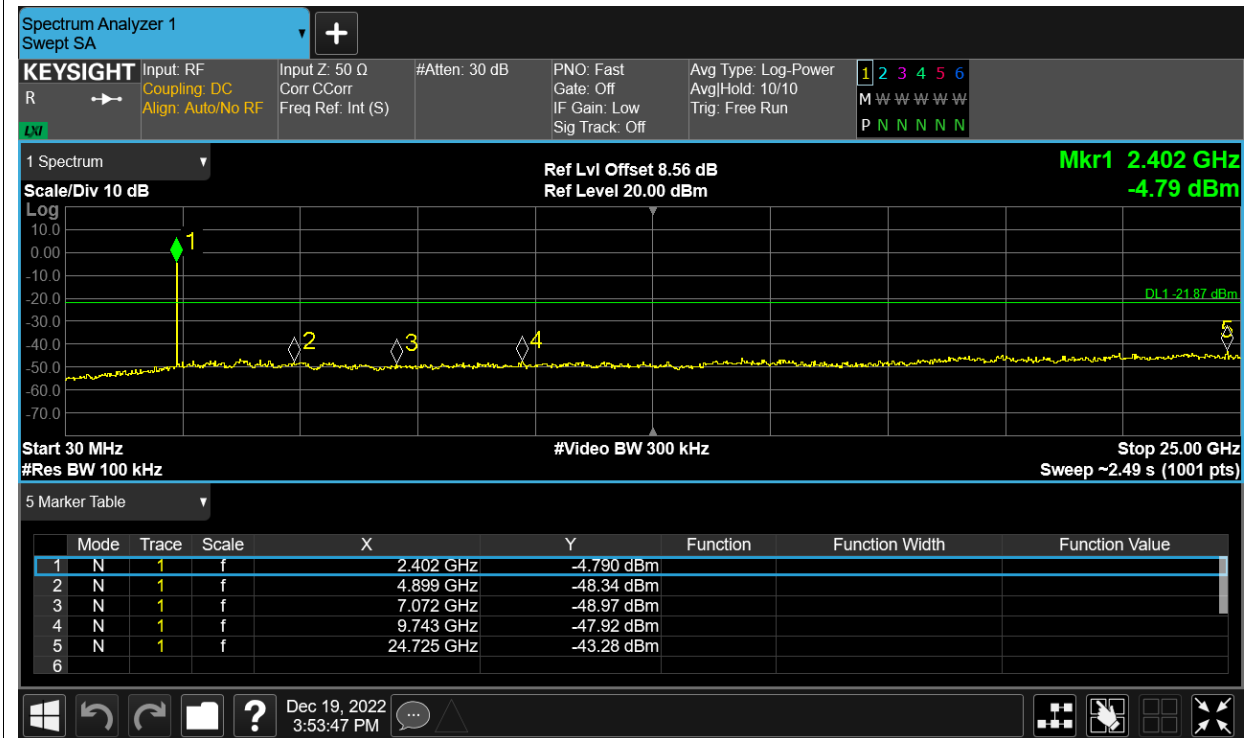 Spectrum Analyzer 1
Swept SA
KEYSIGHT
R
LXI
Input: RF
Coupling: DC
Align: Auto/No RF
Input Z: 50 Ω
Corr CCorr
Freq Ref: Int (S)
#Atten: 30 dB
PNO: Fast
Gate: Off
IF Gain: Low
Sig Track: Off
Avg Type: Log-Power
Avg|Hold: 10/10
Trig: Free Run
1 2 3 4 5 6
M W W W W W
P N N N N N
1 Spectrum
Scale/Div 10 dB
Ref Lvl Offset 8.56 dB
Ref Level 20.00 dBm
Mkr1 2.402 GHz
-4.79 dBm
Log
10.0
0.00
-10.0
-20.0
-30.0
-40.0
-50.0
-60.0
-70.0
1
2
3
4
5
DL1 -21.87 dBm
Start 30 MHz
#Res BW 100 kHz
#Video BW 300 kHz
Stop 25.00 GHz
Sweep ~2.49 s (1001 pts)
5 Marker Table
Mode Trace Scale X Y Function Function Width Function Value
1 N 1 f 2.402 GHz -4.790 dBm
2 N 1 f 4.899 GHz -48.34 dBm
3 N 1 f 7.072 GHz -48.97 dBm
4 N 1 f 9.743 GHz -47.92 dBm
5 N 1 f 24.725 GHz -43.28 dBm
6
?
Dec 19, 2022
3:53:47 PM